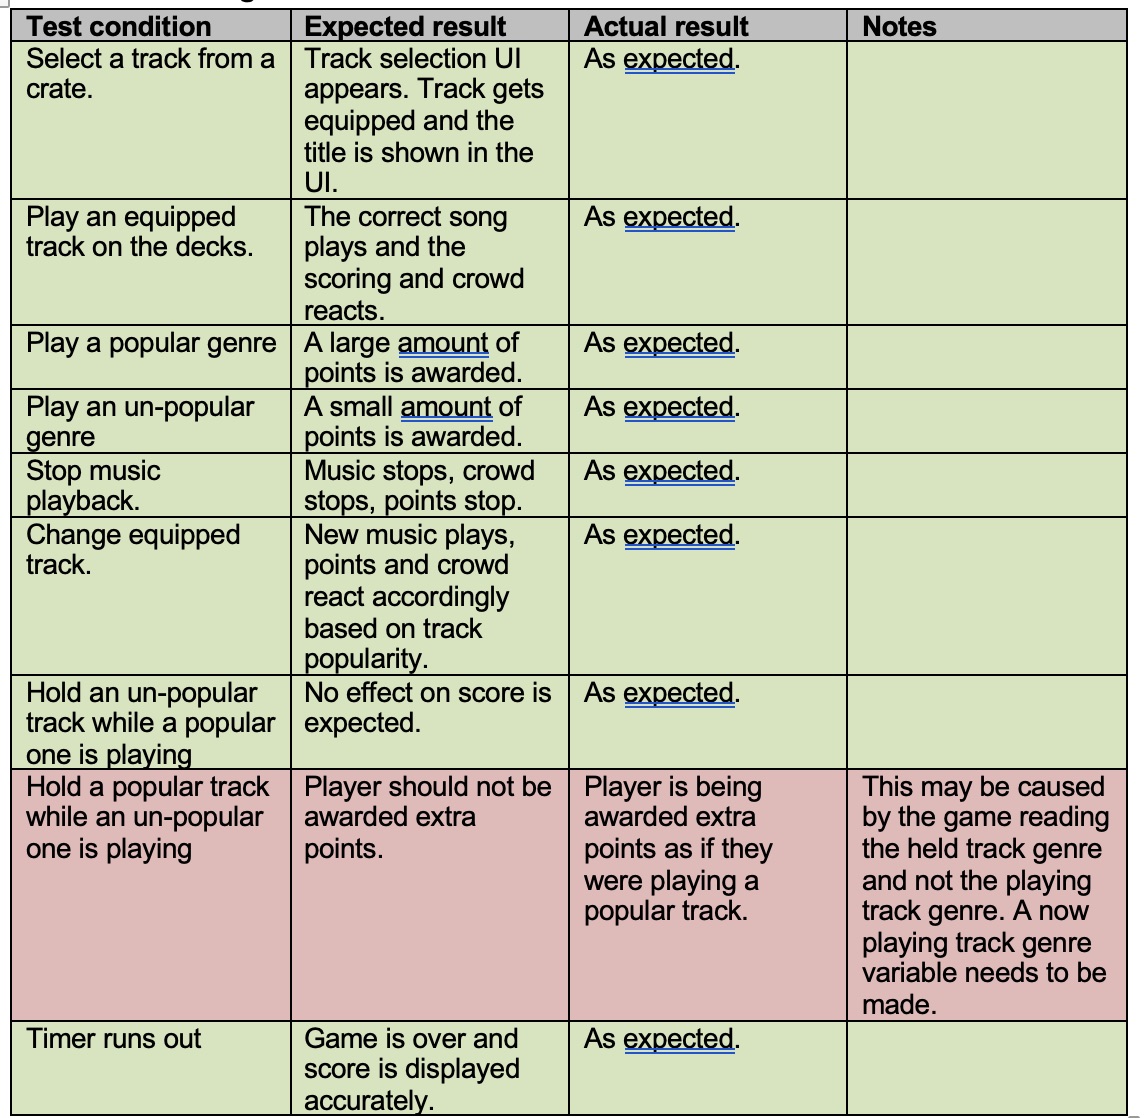 Test condition Expected result Actual result Notes
Select a track from a
crate.
Track selection UI
appears. Track gets
equipped and the
title is shown in the
UI.
As expected.
Play an equipped
track on the decks.
The correct song
plays and the
scoring and crowd
reacts.
As expected.
Play a popular genre
A large amount of
points is awarded.
As expected.
Play an un-popular
genre
A small amount of
points is awarded.
As expected.
Stop music
playback.
Music stops, crowd
stops, points stop.
As expected.
Change equipped
track.
New music plays,
points and crowd
react accordingly
based on track
popularity.
As expected.
Hold an un-popular
track while a popular
one is playing
No effect on score is
expected.
As expected.
Hold a popular track
while an un-popular
one is playing
Player should not be
awarded extra
points.
Player is being
awarded extra
points as if they
were playing a
popular track.
This may be caused
by the game reading
the held track genre
and not the playing
track genre. A now
playing track genre
variable needs to be
made.
Timer runs out
Game is over and
score is displayed
accurately.
As expected.